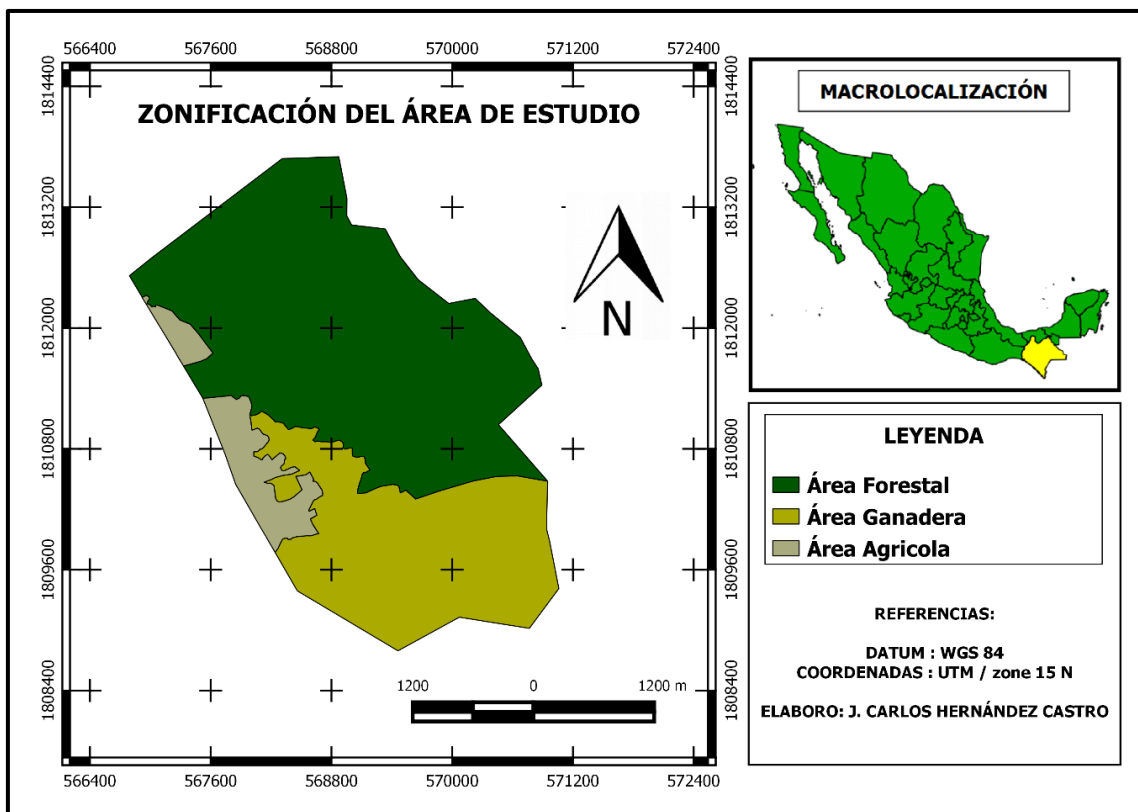 566400 567600 568800 570000 571200 572400
ZONIFICACIÓN DEL ÁREA DE ESTUDIO
1814400
1813200
1812000
1810800
1809600
1808400
N
1200 0 1200 m
1814400
1813200
1812000
1810800
1809600
1808400
566400 567600 568800 570000 571200 572400
MACROLOCALIZACIÓN
LEYENDA
Área Forestal
Área Ganadera
Área Agricola
REFERENCIAS:
DATUM : WGS 84
COORDENADAS : UTM / zone 15 N
ELABORO: J. CARLOS HERNÁNDEZ CASTRO